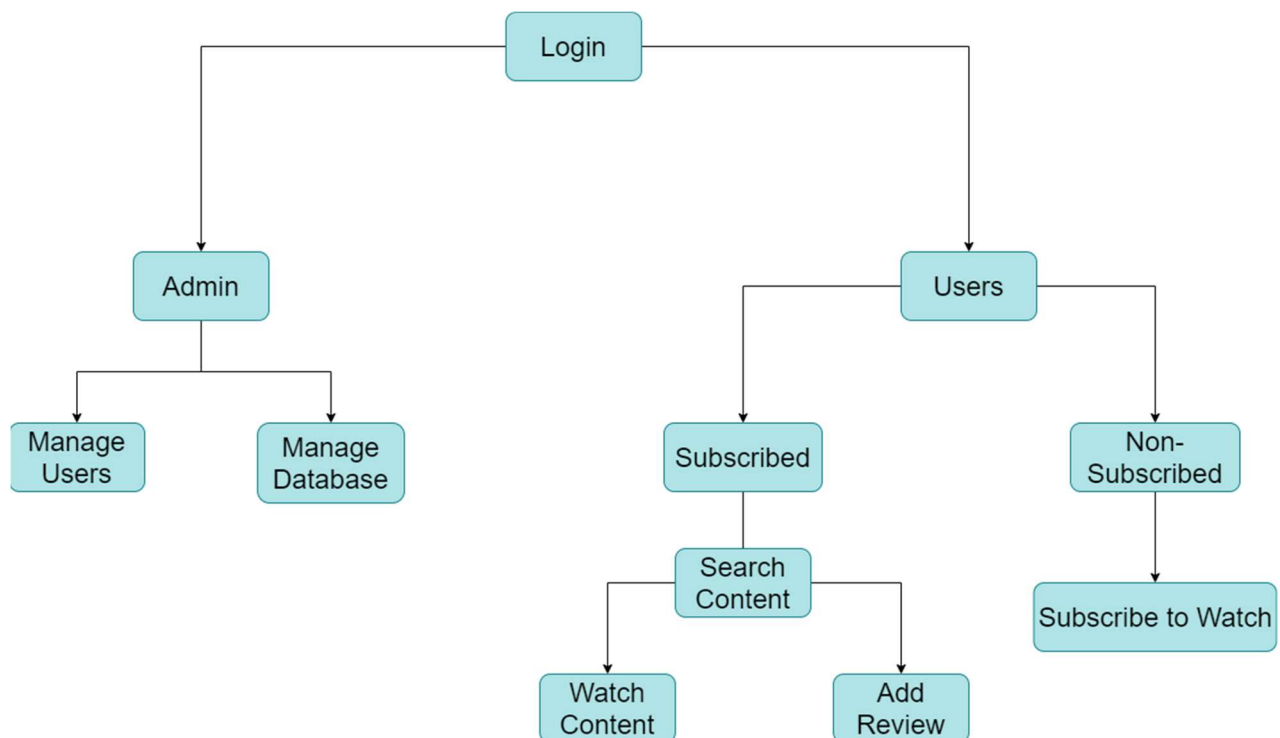 Login
Admin
Users
Manage
Users
Manage
Database
Subscribed
Non-
Subscribed
Search
Content
Subscribe to Watch
Watch
Content
Add
Review